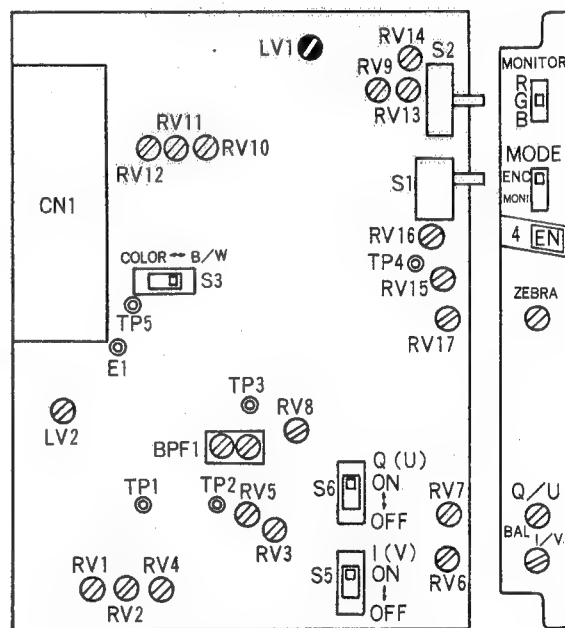 RV14
LV1
S2
RV9
RV13
MONITOR
R
G
B
RV11
RV12
RV10
MODE
S1
ENC
MONI
CN1
RV16
4 EN
COLOR ↔ B/W
TP4
S3
RV15
ZEBRA
TP5
RV17
E1
TP3
RV8
LV2
BPF1
Q (U)
S6
ON
↕
OFF
TP1
TP2
RV5
RV7
Q/U
RV3
BAL
I/V
I (V)
S5
ON
↕
OFF
RV6
RV1
RV4
RV2